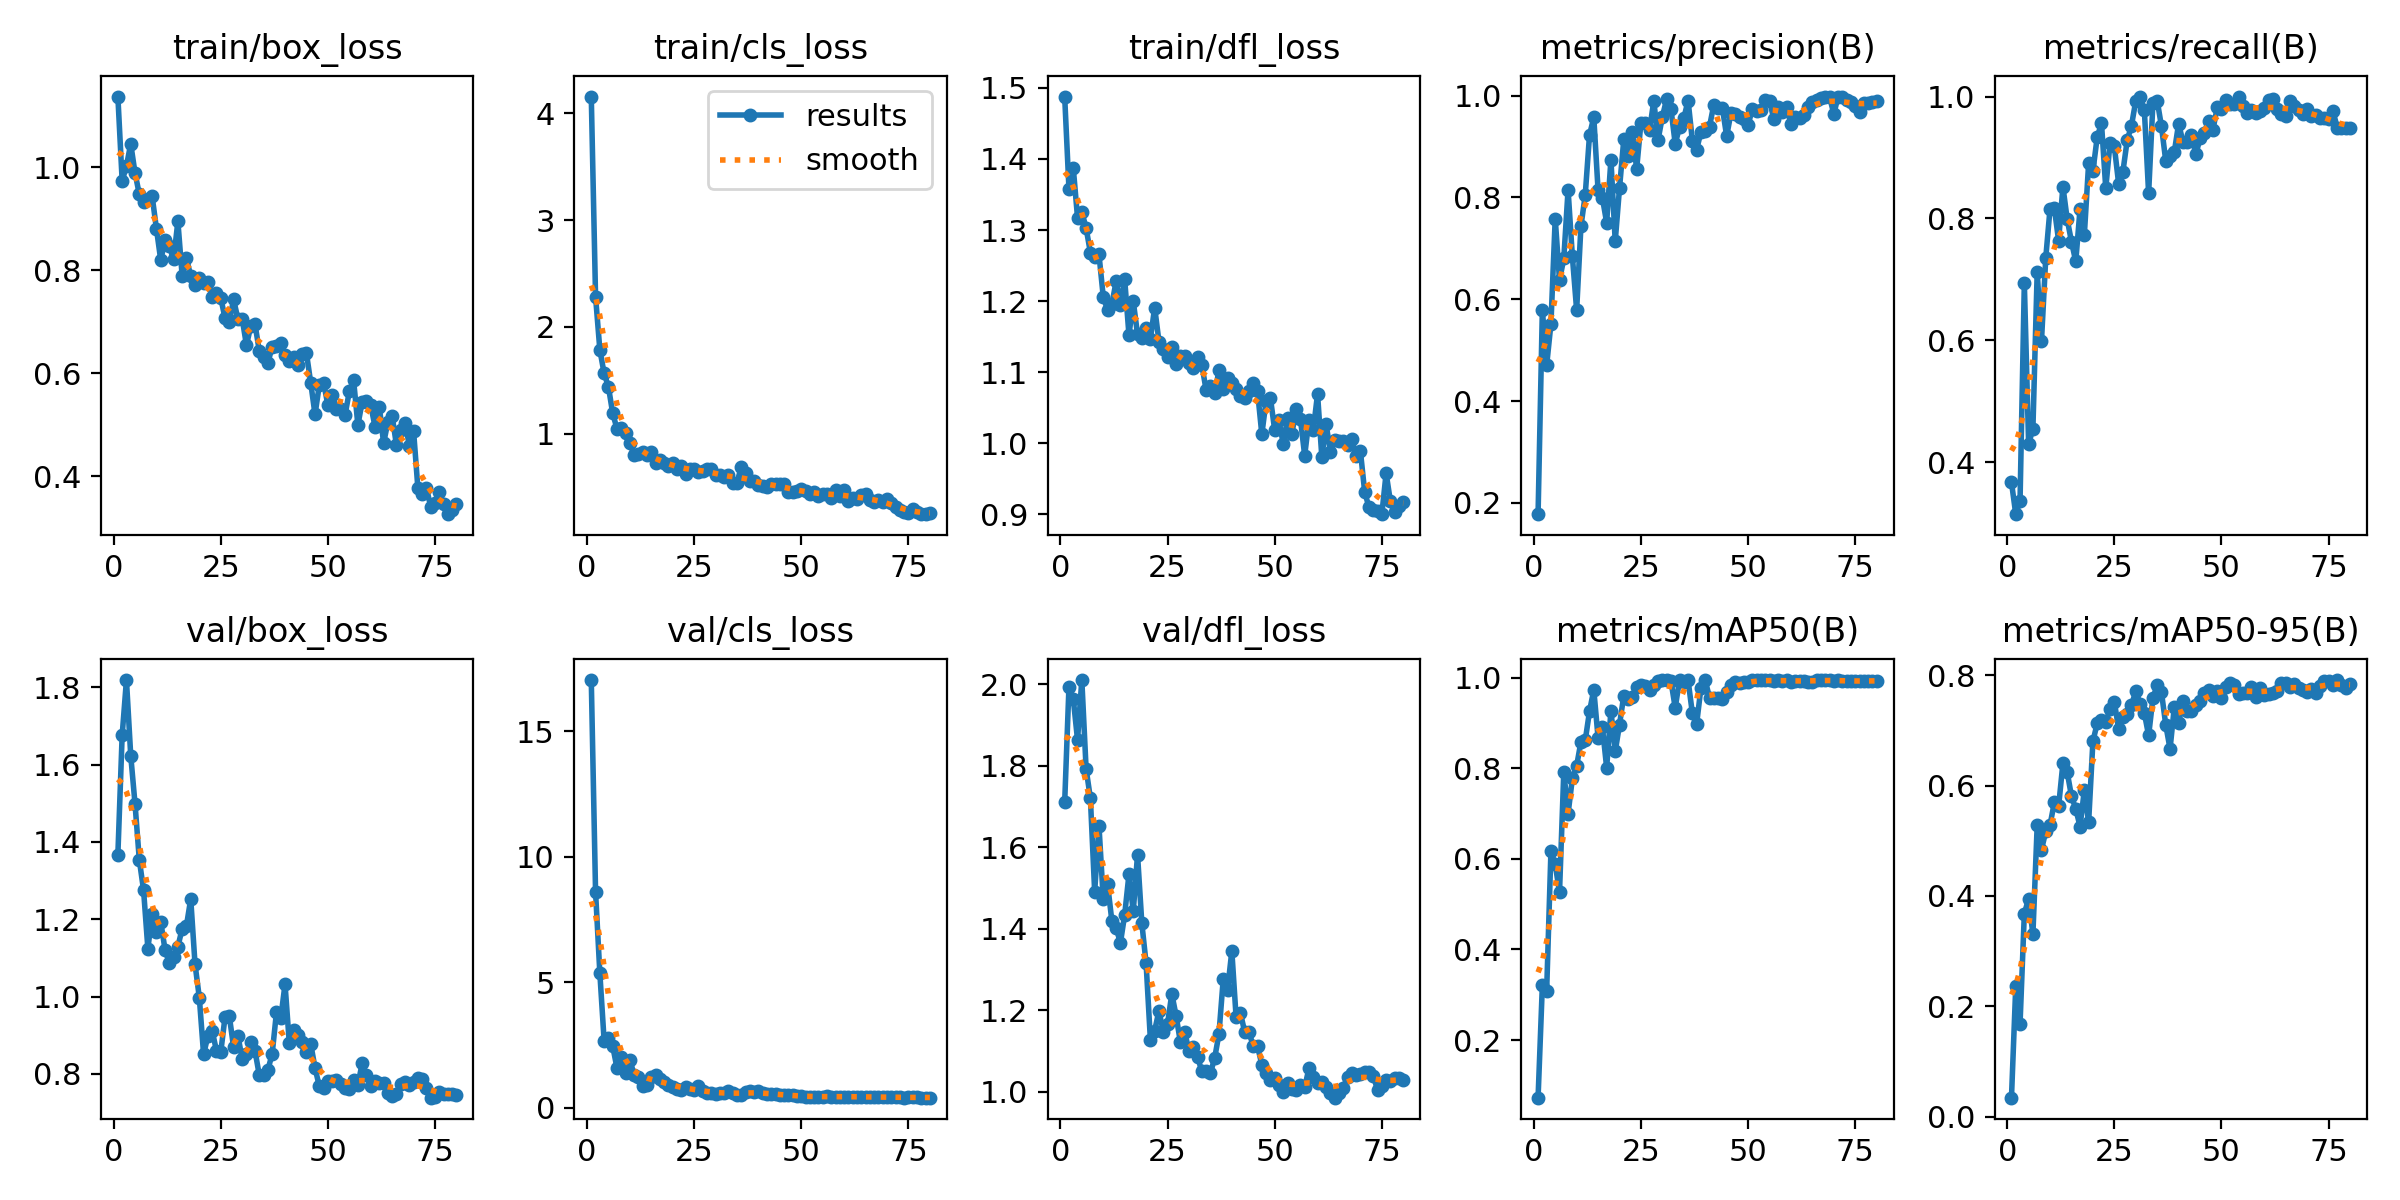 train/box_loss
1.0
0.8
0.6
0.4
0 25 50 75
train/cls_loss
results
smooth
4
3
2
1
0 25 50 75
train/dfl_loss
1.5
1.4
1.3
1.2
1.1
1.0
0.9
0 25 50 75
metrics/precision(B)
1.0
0.8
0.6
0.4
0.2
0 25 50 75
metrics/recall(B)
1.0
0.8
0.6
0.4
0 25 50 75
val/box_loss
1.8
1.6
1.4
1.2
1.0
0.8
0 25 50 75
val/cls_loss
15
10
5
0
0 25 50 75
val/dfl_loss
2.0
1.8
1.6
1.4
1.2
1.0
0 25 50 75
metrics/mAP50(B)
1.0
0.8
0.6
0.4
0.2
0 25 50 75
metrics/mAP50-95(B)
0.8
0.6
0.4
0.2
0.0
0 25 50 75